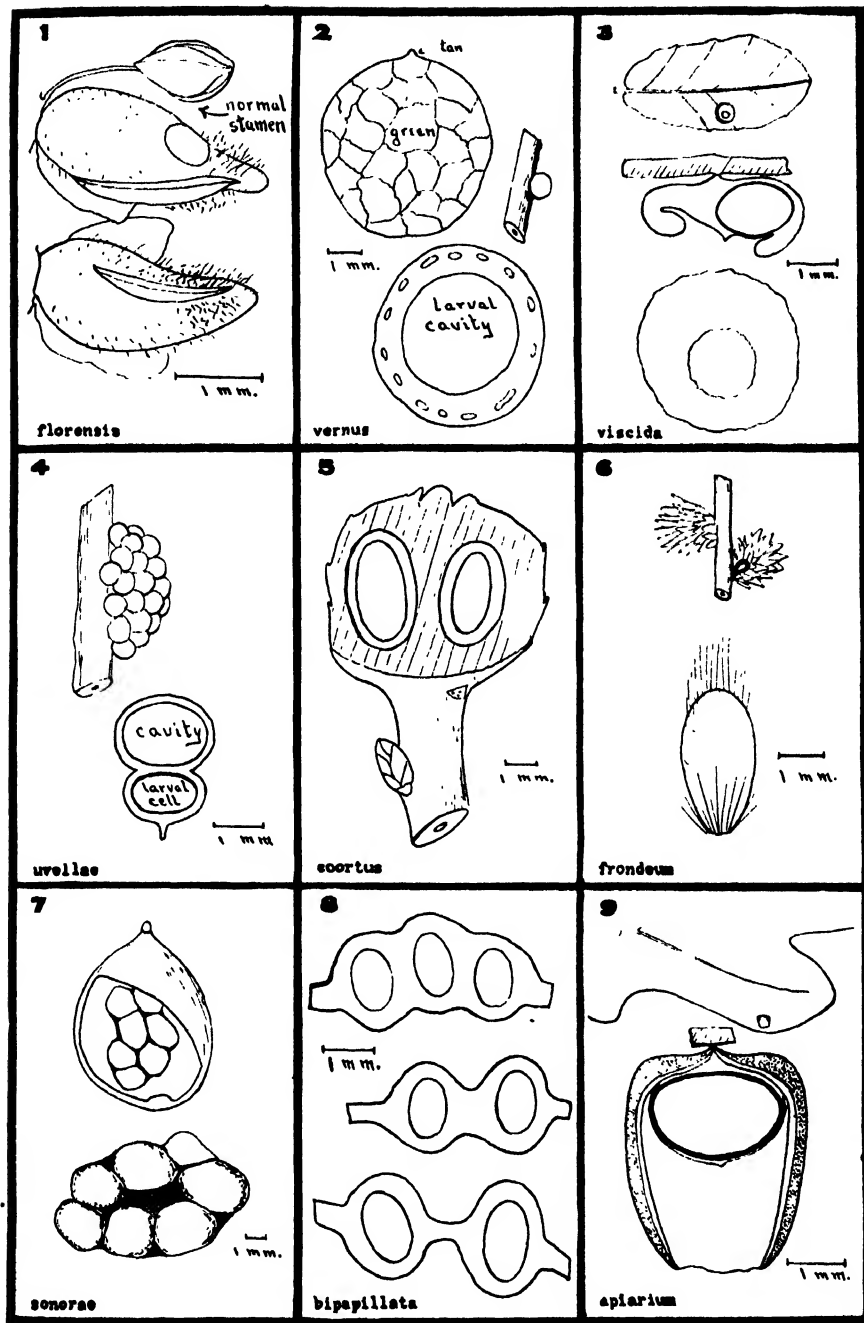 1
normal
stamen
1 mm.
florensis
2
tan
green
1 mm.
larval
cavity
vernus
3
1 mm.
viscida
4
cavity
larval
cell
1 mm
uvellae
5
1 mm.
coortus
6
1 mm.
frondeum
7
1 mm.
sonorae
8
1 mm.
bipapillata
9
1 mm.
apiarium